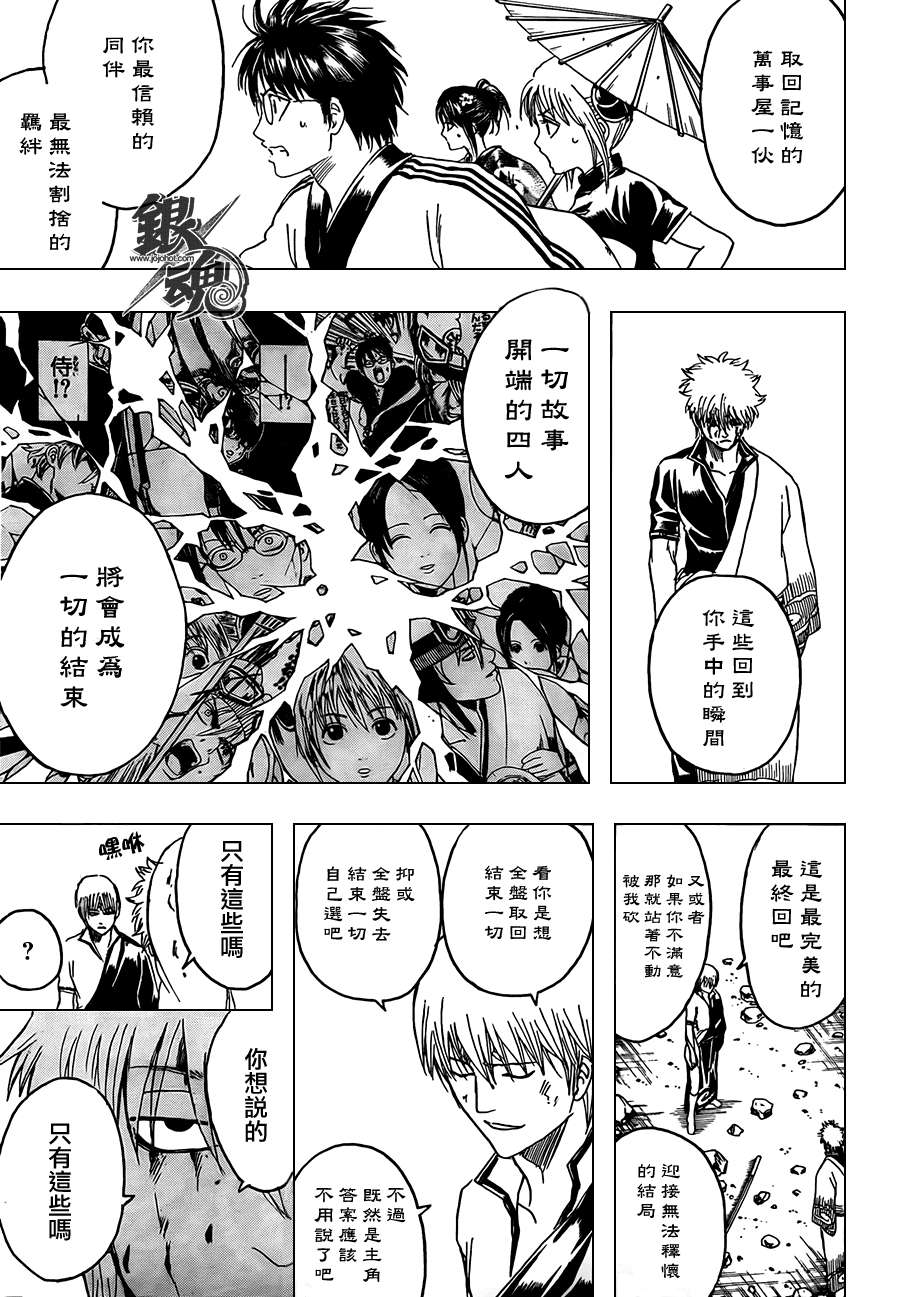 取回記憶的
萬事屋一伙
你最信賴的
同伴
最無法割捨的
羈絆
銀魂
www.jojohot.com
這些回到
你手中的瞬間
一切故事
開端的四人
侍!?
!?
將會成爲
一切的結束
這是最完美的
最終回吧
又或者
如果你不滿意
那就站著不動
被我砍
迎接無法釋懷
的結局
看你是想
全盤取回
結束一切
抑或
全盤失去
結束一切
自己選吧
不過
既然是主角
答案應該
不用說了吧
只有這些嗎
嘿咻
?
你想説的
只有這些嗎